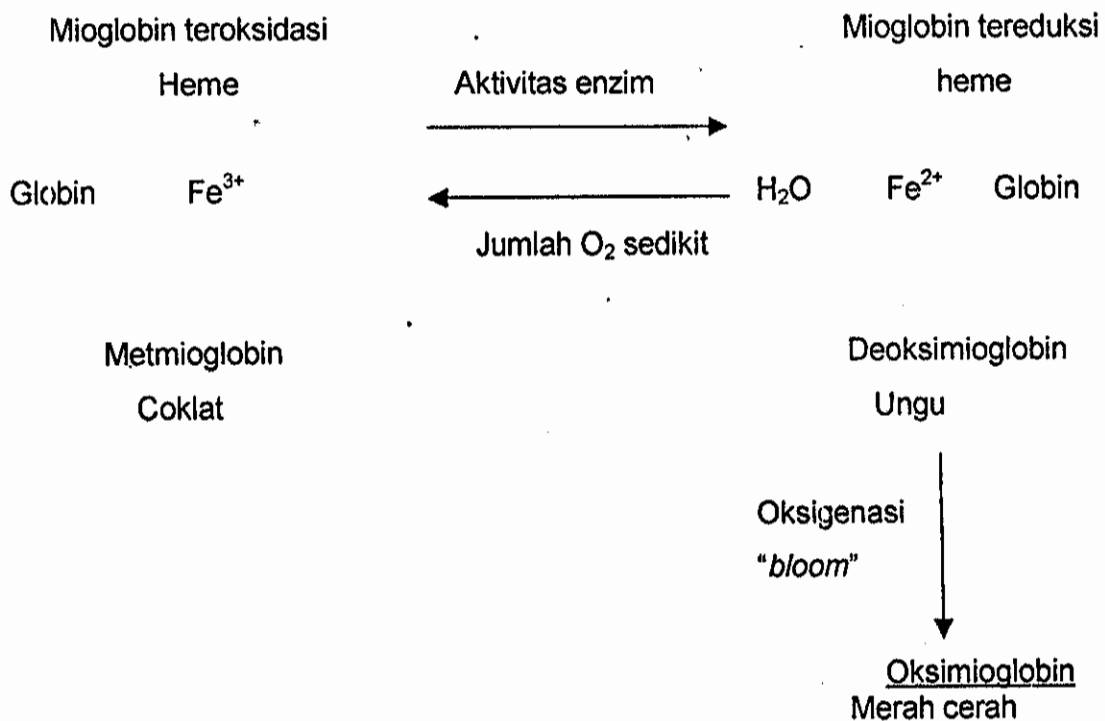 Mioglobin teroksidasi
Heme
Aktivitas enzim
Mioglobin tereduksi
heme
Globin Fe³⁺
H₂O Fe²⁺ Globin
Jumlah O₂ sedikit
Metmioglobin
Coklat
Deoksimioglobin
Ungu
Oksigenasi
“bloom”
Oksimioglobin
Merah cerah